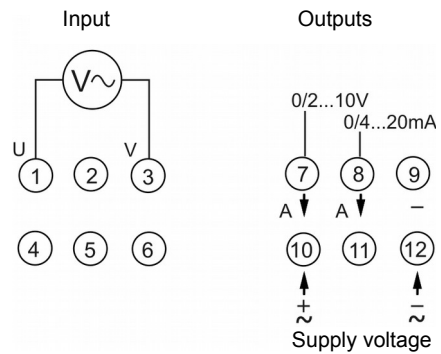 Input Outputs
V~
0/2...10V
0/4...20mA
U V
1 2 3 7 8 9
A A –
4 5 6 10 11 12
+ –
~ ~
Supply voltage